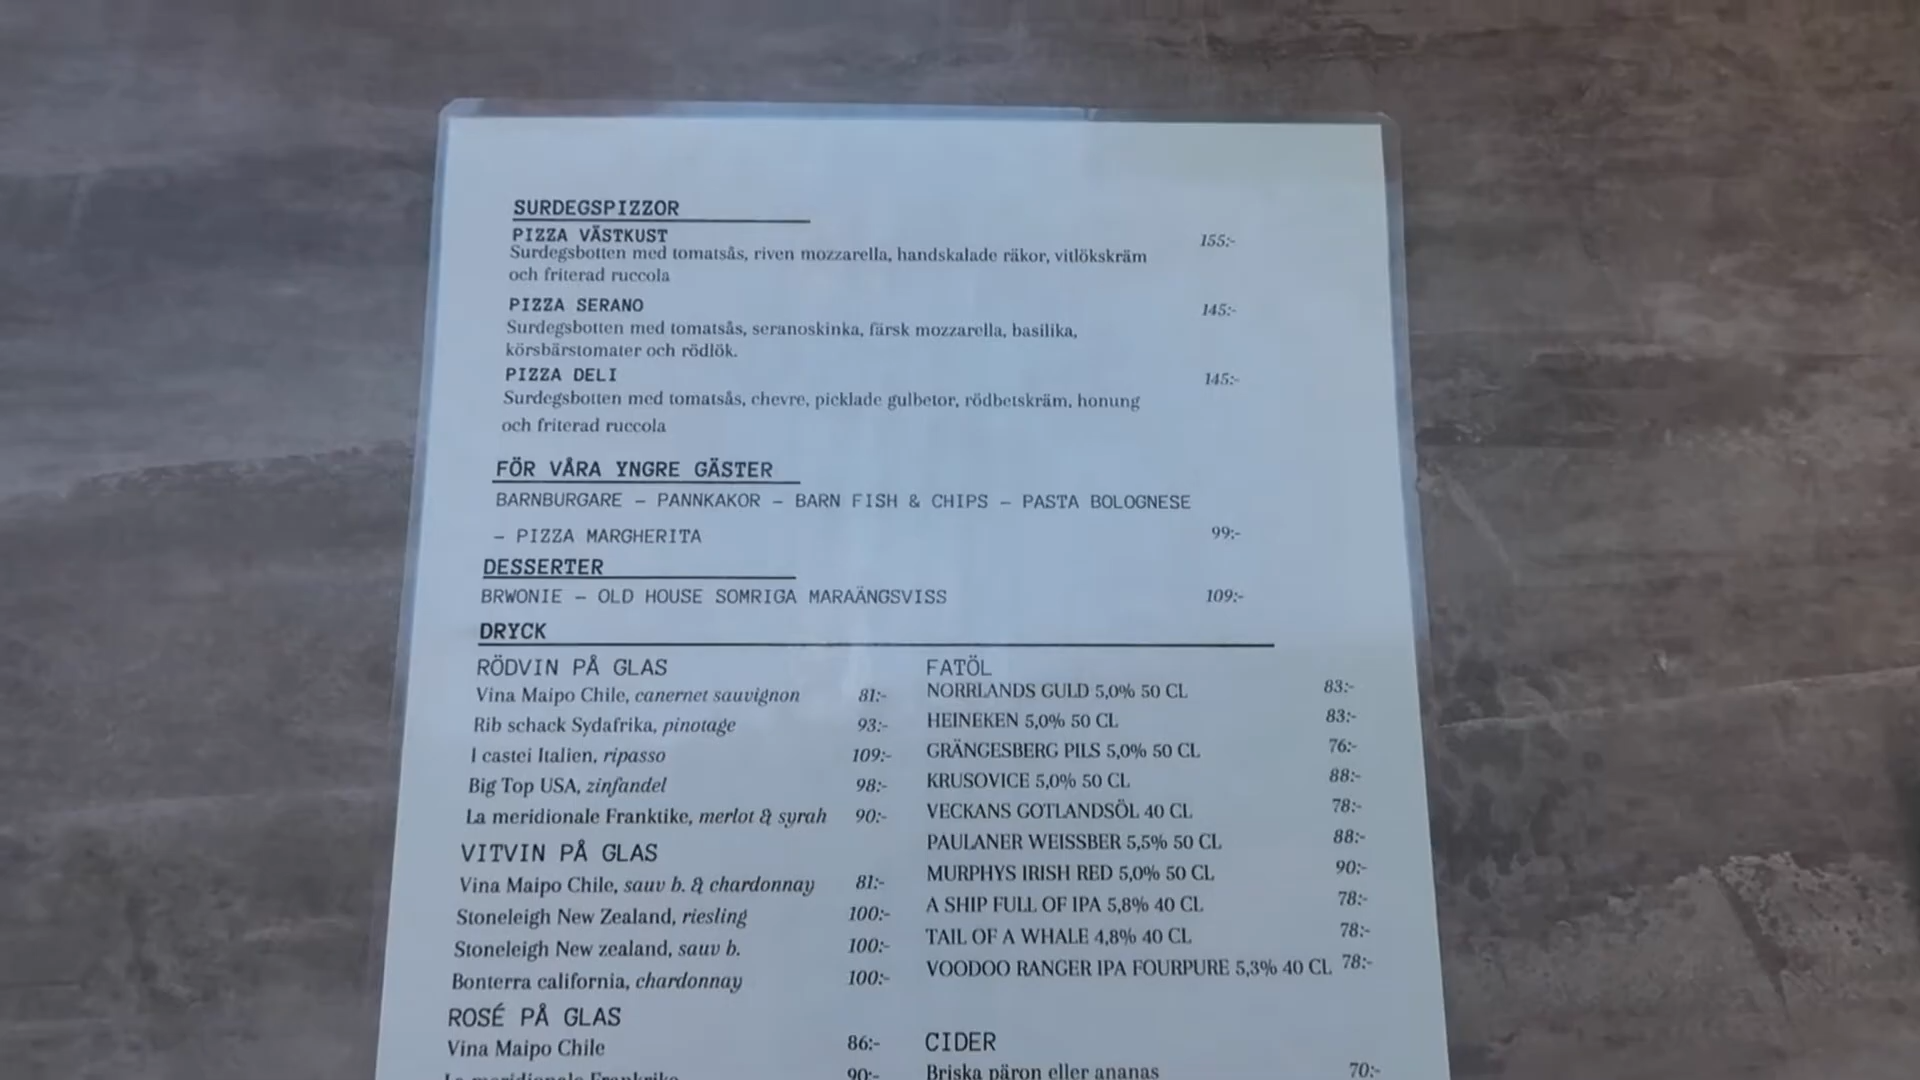 SURDEGSPIZZOR
PIZZA VÄSTKUST 155:-
Surdegsbotten med tomatsås, riven mozzarella, handskalade räkor, vitlökskräm
och friterad ruccola
PIZZA SERANO 145:-
Surdegsbotten med tomatsås, seranoskinka, färsk mozzarella, basilika,
körsbärstomater och rödlök.
PIZZA DELI 145:-
Surdegsbotten med tomatsås, chevre, picklade gulbetor, rödbetskräm, honung
och friterad ruccola
FÖR VÅRA YNGRE GÄSTER
BARNBURGARE – PANNKAKOR – BARN FISH & CHIPS – PASTA BOLOGNESE
– PIZZA MARGHERITA 99:-
DESSERTER
BRWONIE – OLD HOUSE SOMRIGA MARAÄNGSVISS 109:-
DRYCK
RÖDVIN PÅ GLAS
Vina Maipo Chile, canernet sauvignon 81:-
Rib schack Sydafrika, pinotage 93:-
I castei Italien, ripasso 109:-
Big Top USA, zinfandel 98:-
La meridionale Franktike, merlot & syrah 90:-
VITVIN PÅ GLAS
Vina Maipo Chile, sauv b. & chardonnay 81:-
Stoneleigh New Zealand, riesling 100:-
Stoneleigh New zealand, sauv b. 100:-
Bonterra california, chardonnay 100:-
ROSÉ PÅ GLAS
Vina Maipo Chile 86:-
La meridionale Frankrike 90:-
FATÖL
NORRLANDS GULD 5,0% 50 CL 83:-
HEINEKEN 5,0% 50 CL 83:-
GRÄNGESBERG PILS 5,0% 50 CL 76:-
KRUSOVICE 5,0% 50 CL 88:-
VECKANS GOTLANDSÖL 40 CL 78:-
PAULANER WEISSBER 5,5% 50 CL 88:-
MURPHYS IRISH RED 5,0% 50 CL 90:-
A SHIP FULL OF IPA 5,8% 40 CL 78:-
TAIL OF A WHALE 4,8% 40 CL 78:-
VOODOO RANGER IPA FOURPURE 5,3% 40 CL 78:-
CIDER
Briska päron eller ananas 70:-